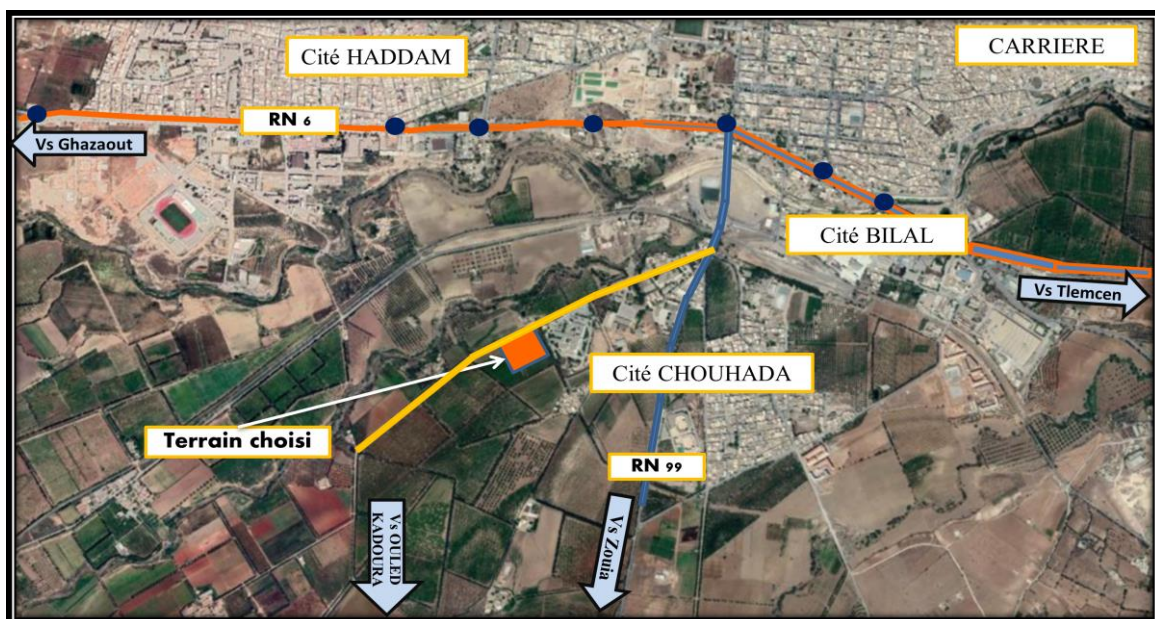 Cité HADDAM
CARRIERE
RN 6
Vs Ghazaout
Cité BILAL
Vs Tlemcen
Cité CHOUHADA
Terrain choisi
RN 99
Vs OULED
KADOURA
Vs Zouia